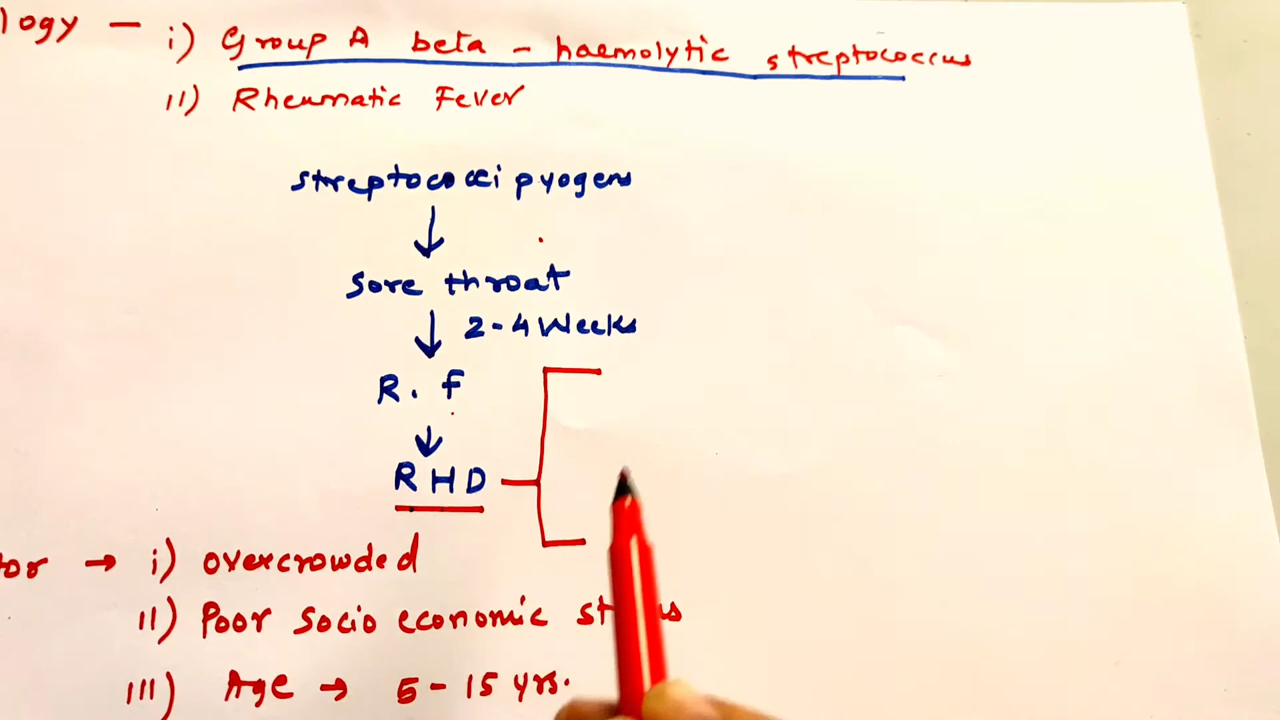 logy - i) Group A beta - haemolytic streptococcus
ii) Rheumatic Fever
streptococci pyogens
↓
Sore throat
↓ 2-4 Weeks
R. f
↓
RHD
tor → i) overcrowded
ii) Poor Socio economic
iii) Age → 5-15 yrs.